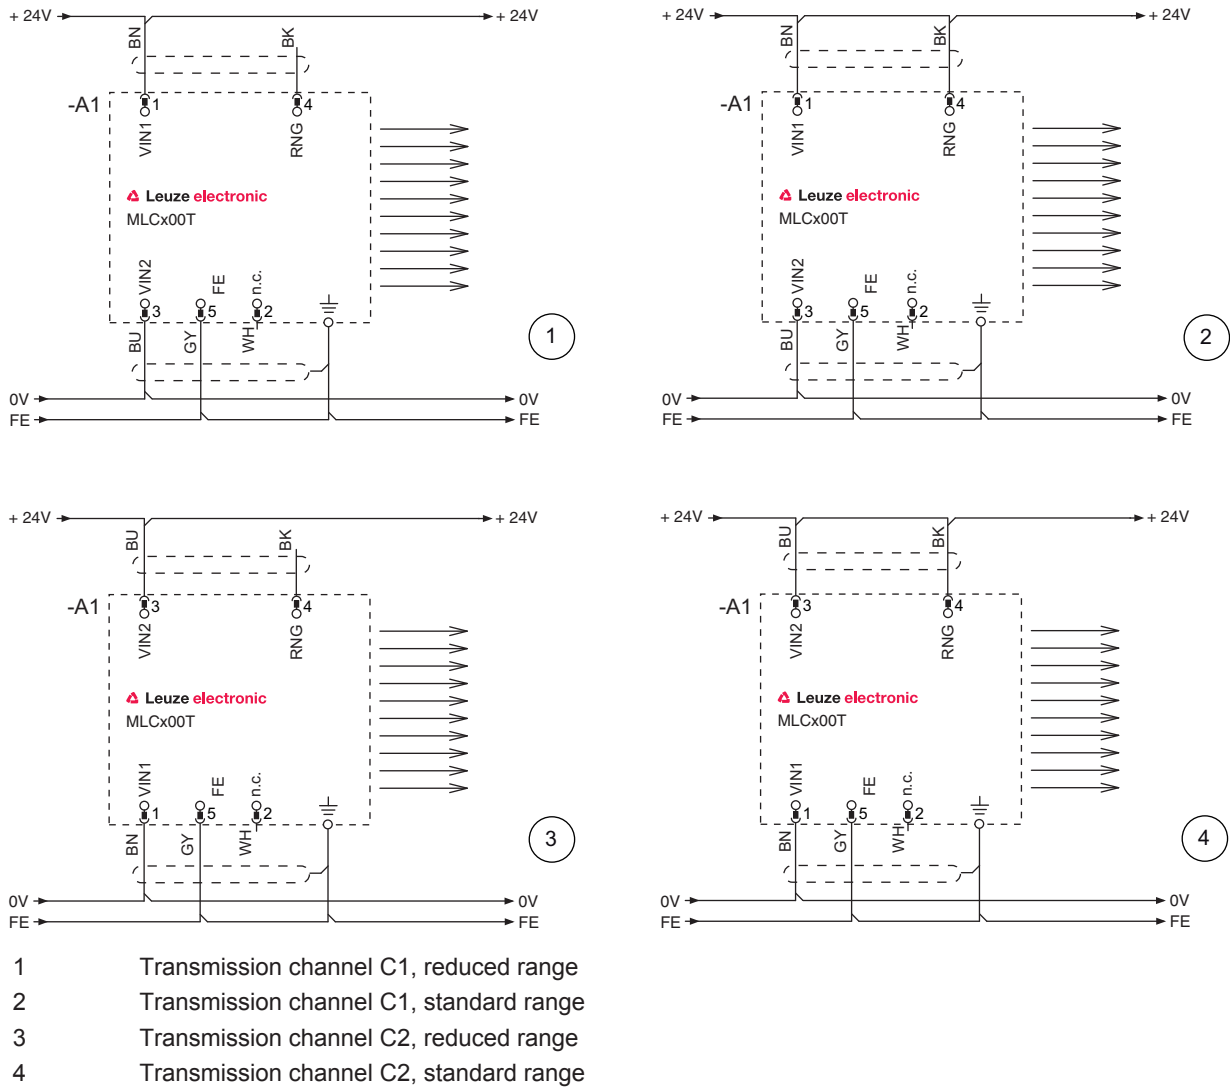 + 24V
+ 24V
BN
BK
-A1
1
4
VIN1
RNG
Leuze electronic
MLCx00T
VIN2
FE
n.c.
3
5
2
BU
GY
WH
1
0V
0V
FE
FE
+ 24V
+ 24V
BN
BK
-A1
1
4
VIN1
RNG
Leuze electronic
MLCx00T
VIN2
FE
n.c.
3
5
2
BU
GY
WH
2
0V
0V
FE
FE
+ 24V
+ 24V
BU
BK
-A1
3
4
VIN2
RNG
Leuze electronic
MLCx00T
VIN1
FE
n.c.
1
5
2
BN
GY
WH
3
0V
0V
FE
FE
+ 24V
+ 24V
BU
BK
-A1
3
4
VIN2
RNG
Leuze electronic
MLCx00T
VIN1
FE
n.c.
1
5
2
BN
GY
WH
4
0V
0V
FE
FE
1 Transmission channel C1, reduced range
2 Transmission channel C1, standard range
3 Transmission channel C2, reduced range
4 Transmission channel C2, standard range